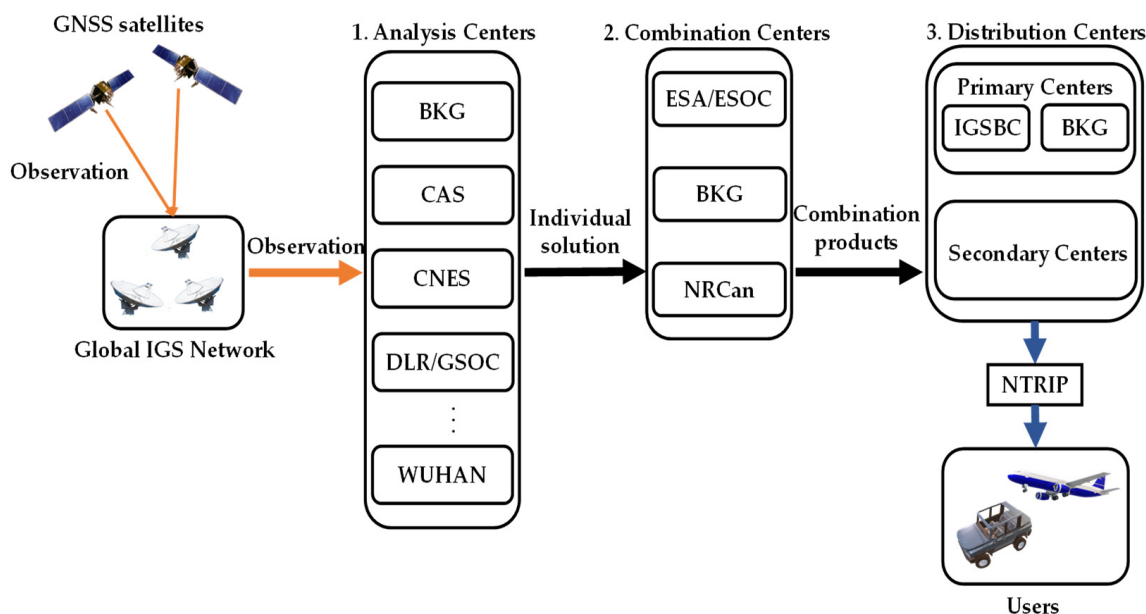 GNSS satellites
Observation
Global IGS Network
Observation
1. Analysis Centers
BKG
CAS
CNES
DLR/GSOC
WUHAN
Individual
solution
2. Combination Centers
ESA/ESOC
BKG
NRCan
Combination
products
3. Distribution Centers
Primary Centers
IGSBC
BKG
Secondary Centers
NTRIP
Users